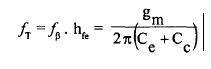 f_T = f_β . h_fe = g_m / 2π(C_e + C_c)